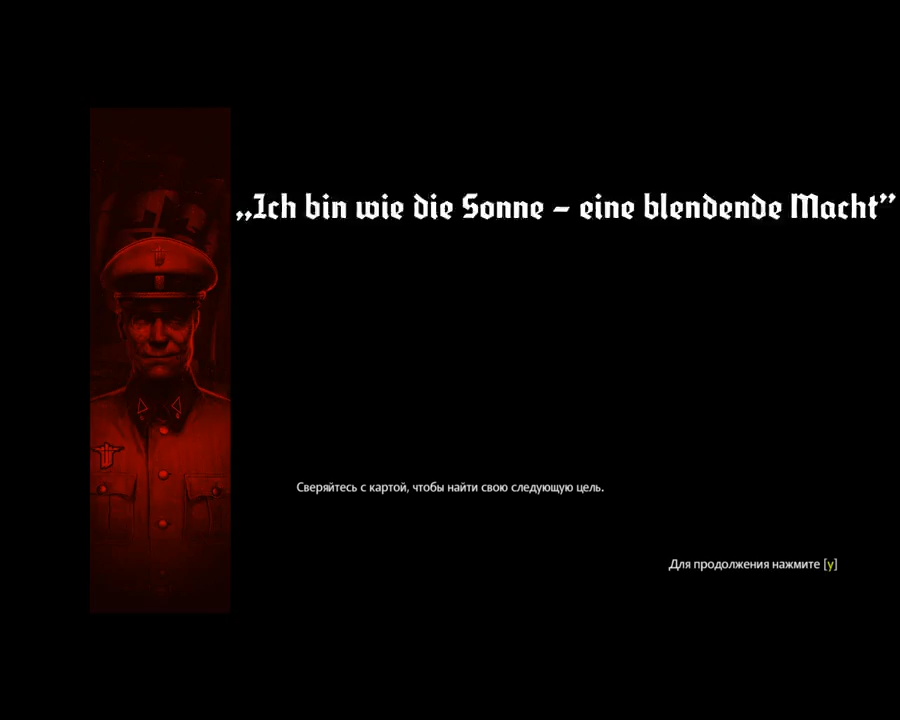 „Ich bin wie die Sonne – eine blendende Macht”
Сверяйтесь с картой, чтобы найти свою следующую цель.
Для продолжения нажмите [y]